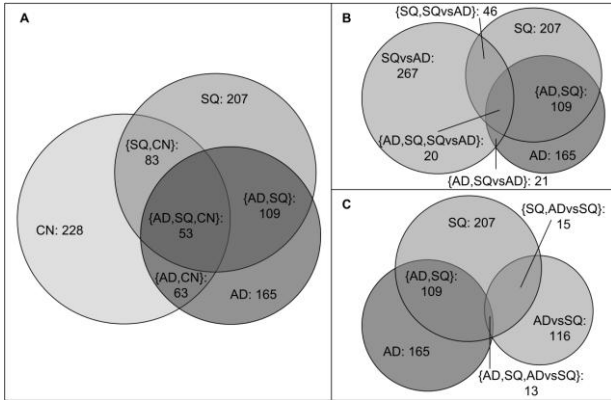 A
SQ: 207
{SQ,CN}:
83
{AD,SQ}:
109
{AD,SQ,CN}:
53
CN: 228
{AD,CN}:
63
AD: 165
B
{SQ,SQvsAD}: 46
SQ: 207
SQvsAD:
267
{AD,SQ}:
109
{AD,SQ,SQvsAD}:
20
AD: 165
{AD,SQvsAD}: 21
C
{SQ,ADvsSQ}:
15
SQ: 207
{AD,SQ}:
109
ADvsSQ:
116
AD: 165
{AD,SQ,ADvsSQ}:
13